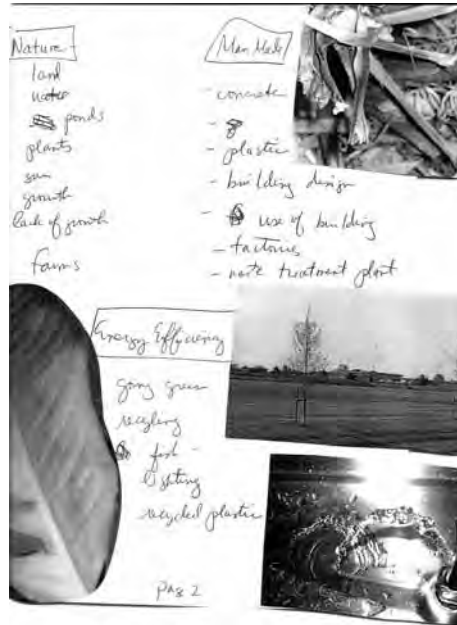 Nature -
land
water
ponds
plants
sun
growth
lack of growth
farms
Man Made
- concrete
- plastic
- building design
- use of building
- factories
- waste treatment plant
Energy Efficiency
going green
recycling
lighting
recycled plastic
pag 2